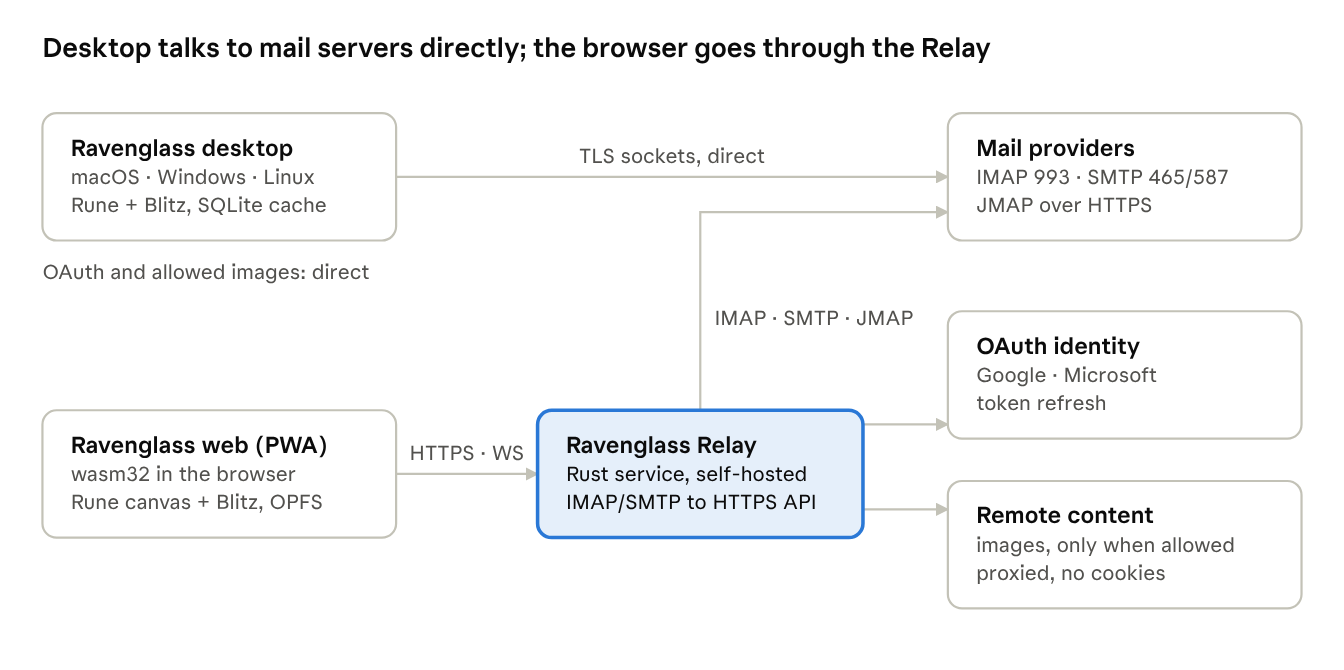 Desktop talks to mail servers directly; the browser goes through the Relay
Ravenglass desktop
macOS · Windows · Linux
Rune + Blitz, SQLite cache
TLS sockets, direct
Mail providers
IMAP 993 · SMTP 465/587
JMAP over HTTPS
OAuth and allowed images: direct
IMAP · SMTP · JMAP
OAuth identity
Google · Microsoft
token refresh
Ravenglass web (PWA)
wasm32 in the browser
Rune canvas + Blitz, OPFS
HTTPS · WS
Ravenglass Relay
Rust service, self-hosted
IMAP/SMTP to HTTPS API
Remote content
images, only when allowed
proxied, no cookies